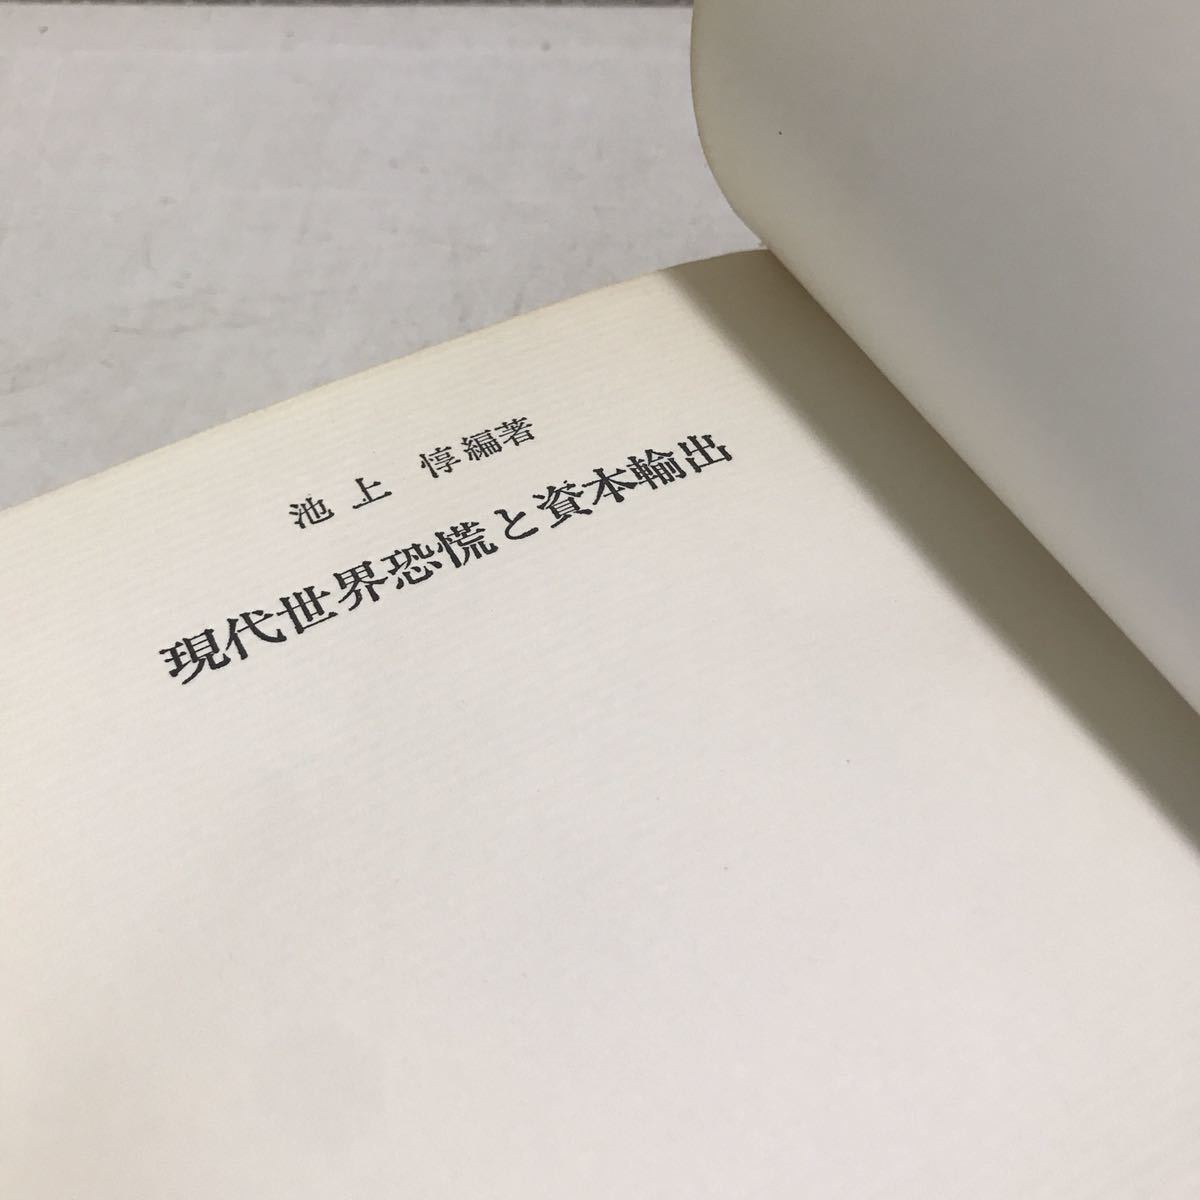 池上 惇編著
現代世界恐慌と資本輸出